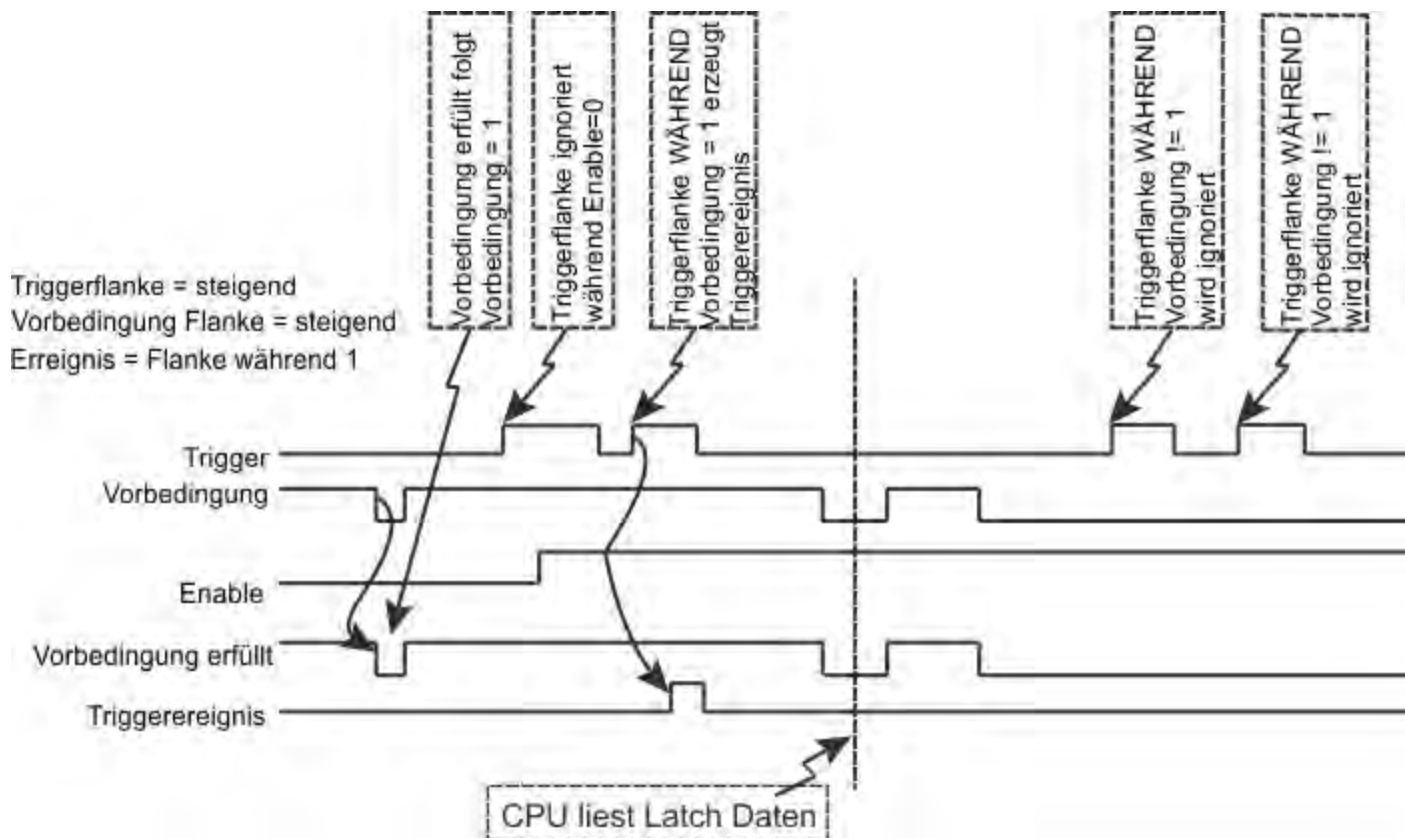 Vorbedingung erfüllt folgt
Vorbedingung = 1
Triggerflanke ignoriert
während Enable=0
Triggerflanke WÄHREND
Vorbedingung = 1 erzeugt
Triggerereignis
Triggerflanke WÄHREND
Vorbedingung != 1
wird ignoriert
Triggerflanke WÄHREND
Vorbedingung != 1
wird ignoriert
Triggerflanke = steigend
Vorbedingung Flanke = steigend
Erreignis = Flanke während 1
Trigger
Vorbedingung
Enable
Vorbedingung erfüllt
Triggerereignis
CPU liest Latch Daten